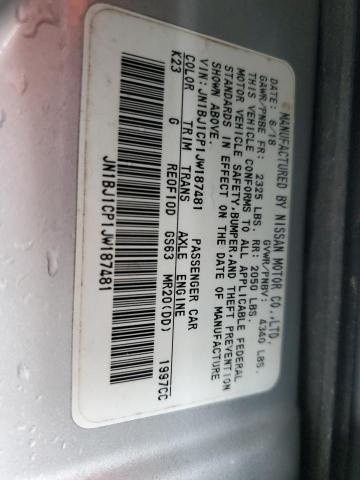 MANUFACTURED BY NISSAN MOTOR CO.,LTD.
DATE: 6/18 GVWR/PNBV: 4340 LBS.
GAWR/PNBE FR: 2325 LBS. RR: 2050 LBS.
THIS VEHICLE CONFORMS TO ALL APPLICABLE FEDERAL
MOTOR VEHICLE SAFETY,BUMPER,AND THEFT PREVENTION
STANDARDS IN EFFECT ON THE DATE OF MANUFACTURE
SHOWN ABOVE.
VIN: JN1BJ1CP1JW187481 PASSENGER CAR
COLOR TRIM TRANS AXLE ENGINE
K23 G RE0F10D GS63 MR20(DD) 1997CC
JN1BJ1CP1JW187481